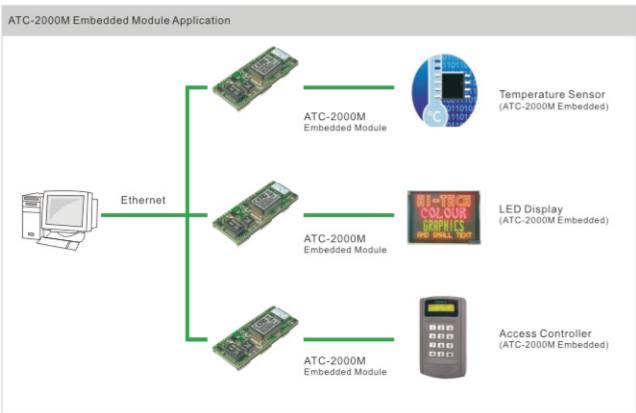 ATC-2000M Embedded Module Application
ATC-2000M
Embedded Module
Temperature Sensor
(ATC-2000M Embedded)
°C
Ethernet
ATC-2000M
Embedded Module
HI-TECH
COLOUR
GRAPHICS
AND SMALL TEXT
LED Display
(ATC-2000M Embedded)
ATC-2000M
Embedded Module
Access Controller
(ATC-2000M Embedded)